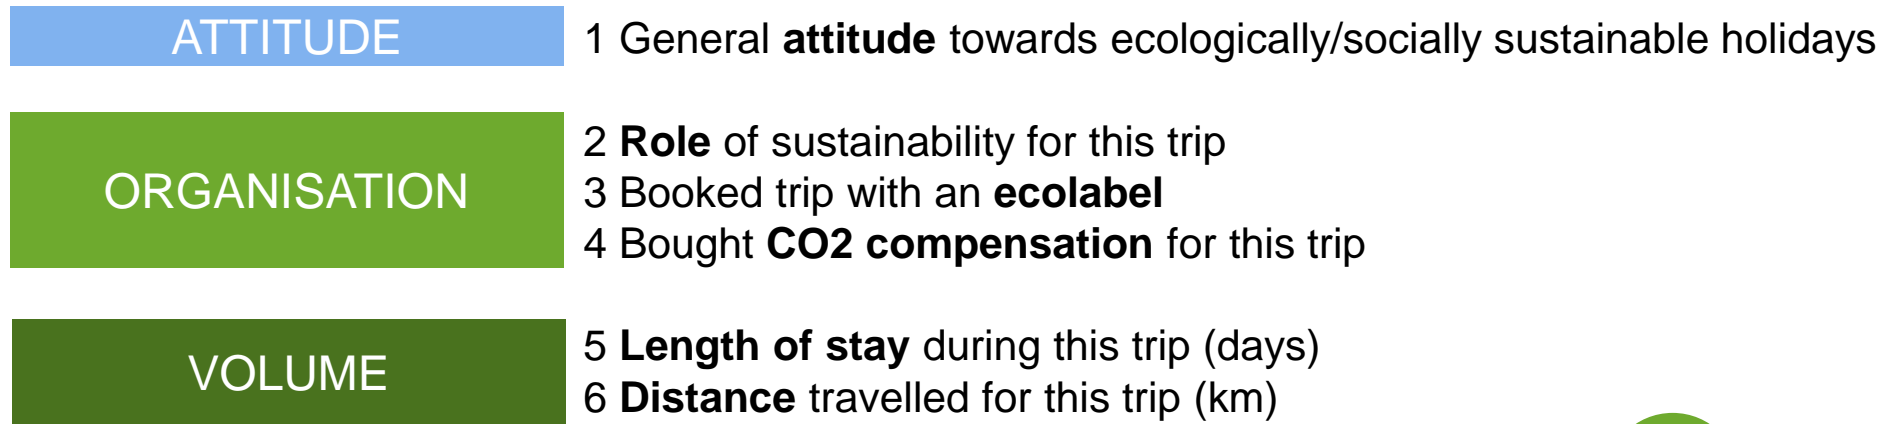 ATTITUDE
1 General attitude towards ecologically/socially sustainable holidays
ORGANISATION
2 Role of sustainability for this trip
3 Booked trip with an ecolabel
4 Bought CO2 compensation for this trip
VOLUME
5 Length of stay during this trip (days)
6 Distance travelled for this trip (km)